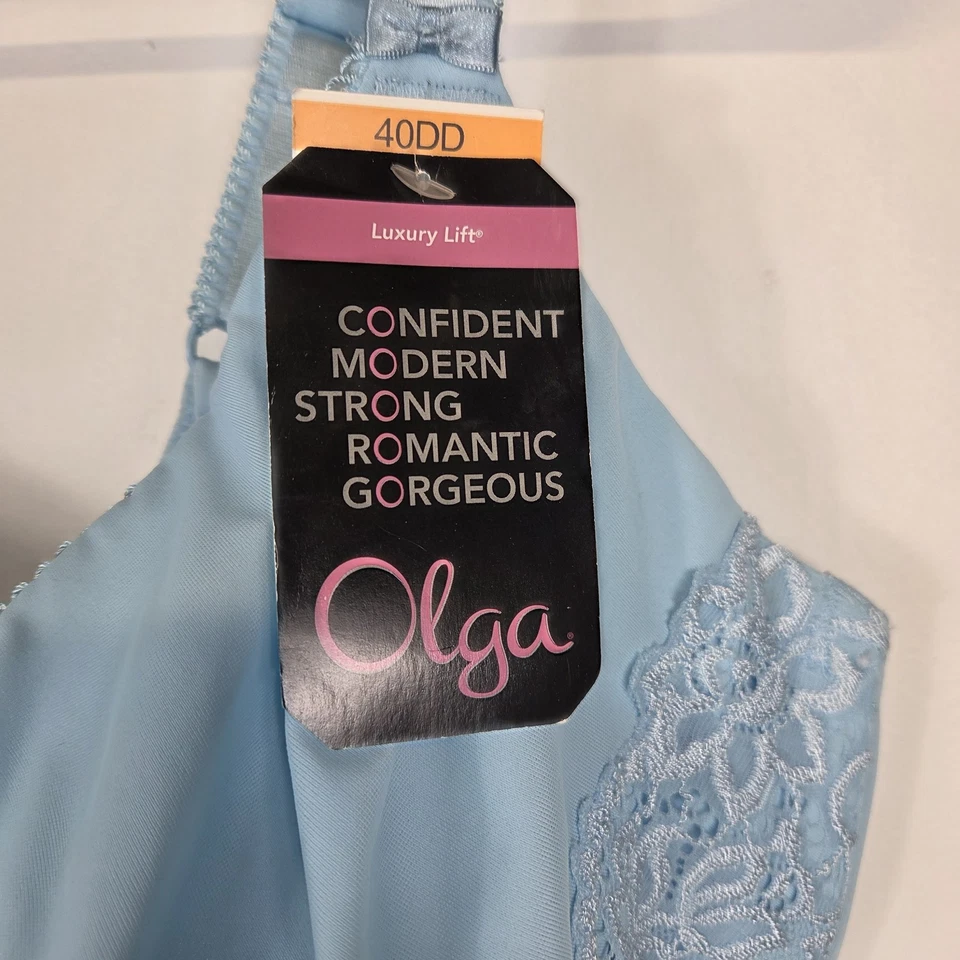 40DD
Luxury Lift®
CONFIDENT
MODERN
STRONG
ROMANTIC
GORGEOUS
Olga®